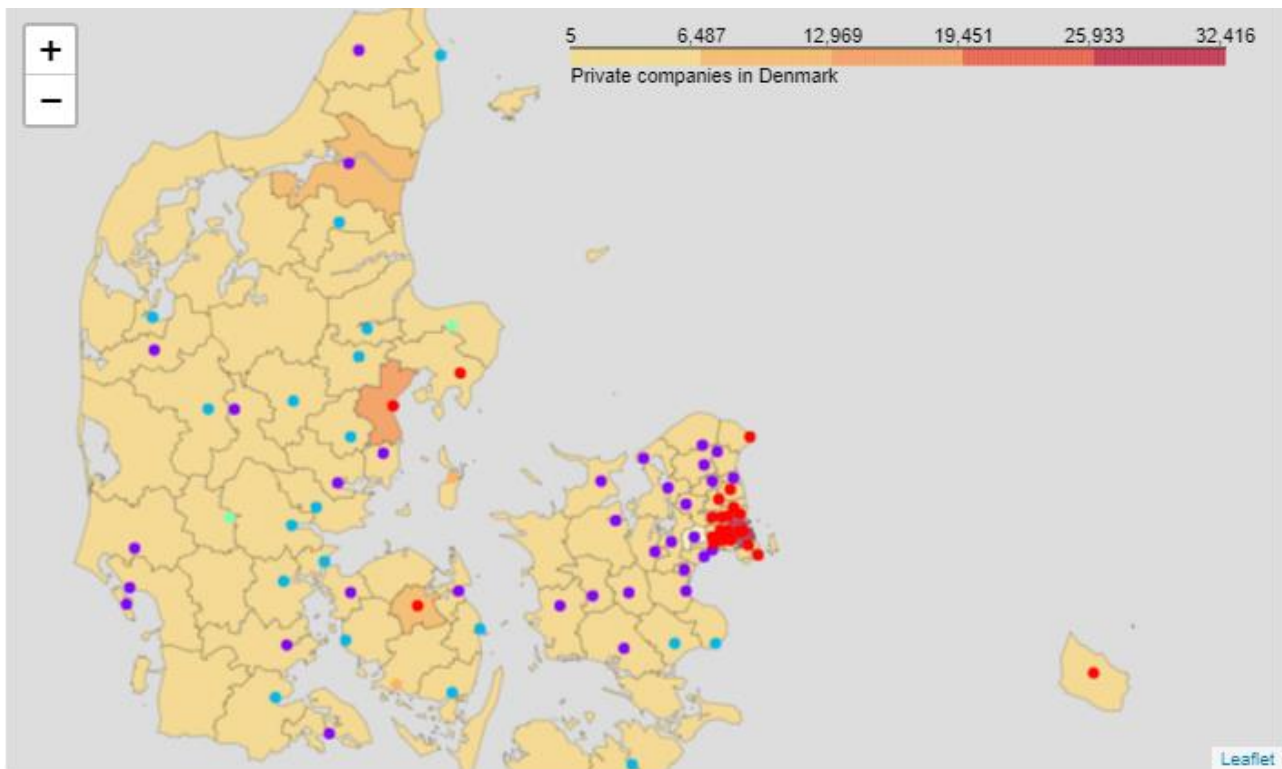 +
−
5 6,487 12,969 19,451 25,933 32,416
Private companies in Denmark
Leaflet